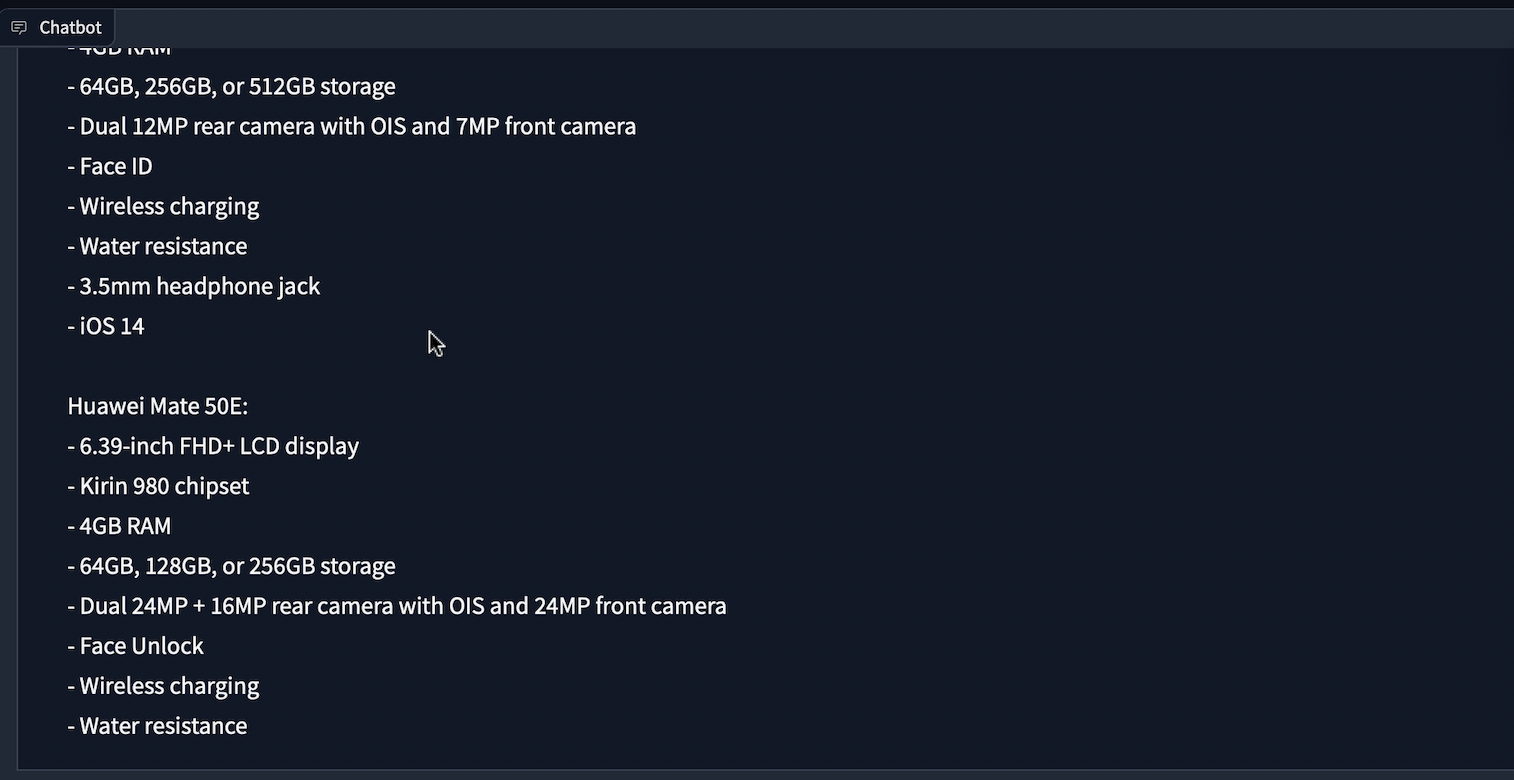 Chatbot
- 4GB RAM
- 64GB, 256GB, or 512GB storage
- Dual 12MP rear camera with OIS and 7MP front camera
- Face ID
- Wireless charging
- Water resistance
- 3.5mm headphone jack
- iOS 14
Huawei Mate 50E:
- 6.39-inch FHD+ LCD display
- Kirin 980 chipset
- 4GB RAM
- 64GB, 128GB, or 256GB storage
- Dual 24MP + 16MP rear camera with OIS and 24MP front camera
- Face Unlock
- Wireless charging
- Water resistance